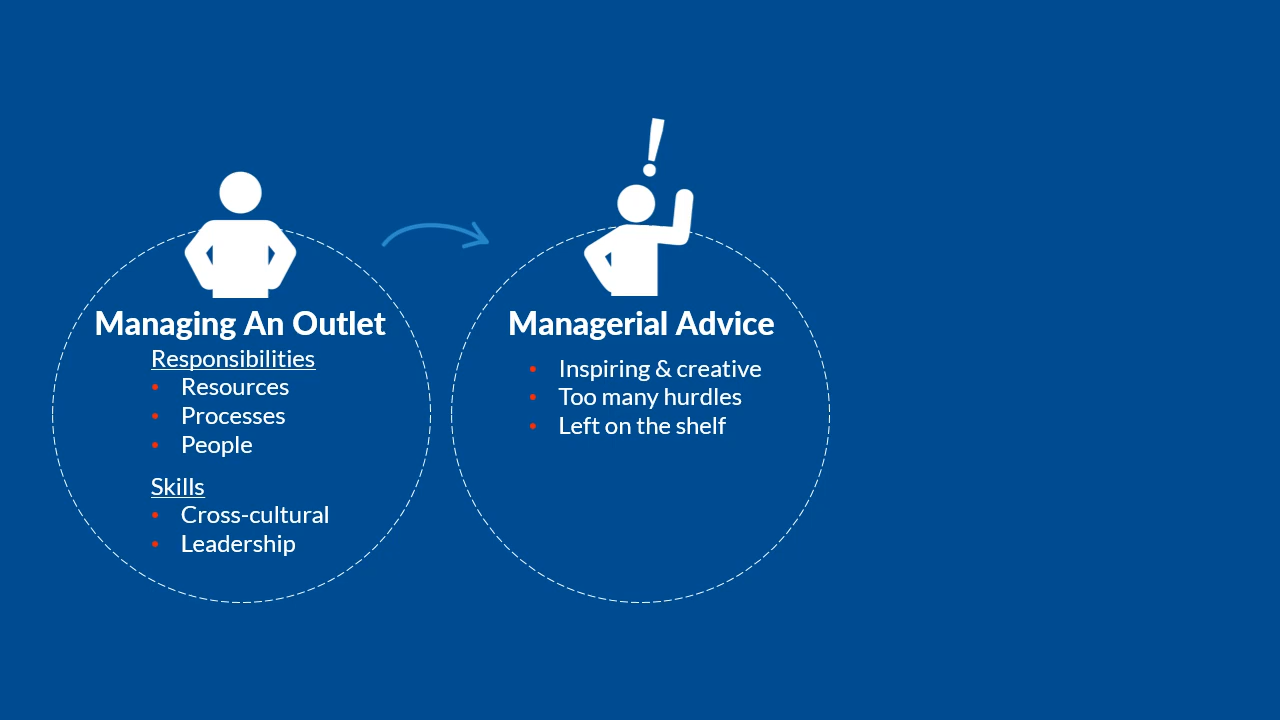 Managing An Outlet
Responsibilities
• Resources
• Processes
• People
Skills
• Cross-cultural
• Leadership
!
Managerial Advice
• Inspiring & creative
• Too many hurdles
• Left on the shelf